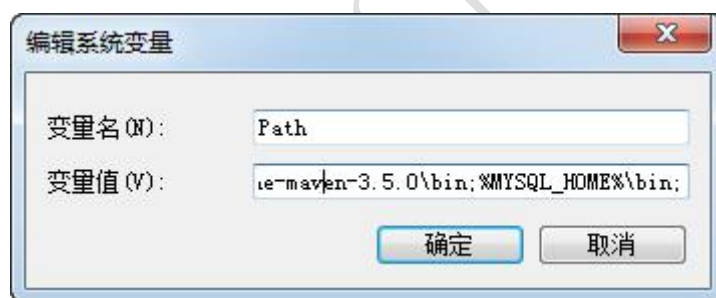 编辑系统变量
变量名(N): Path
变量值(V): ie-maven-3.5.0\bin;%MYSQL_HOME%\bin;
确定 取消